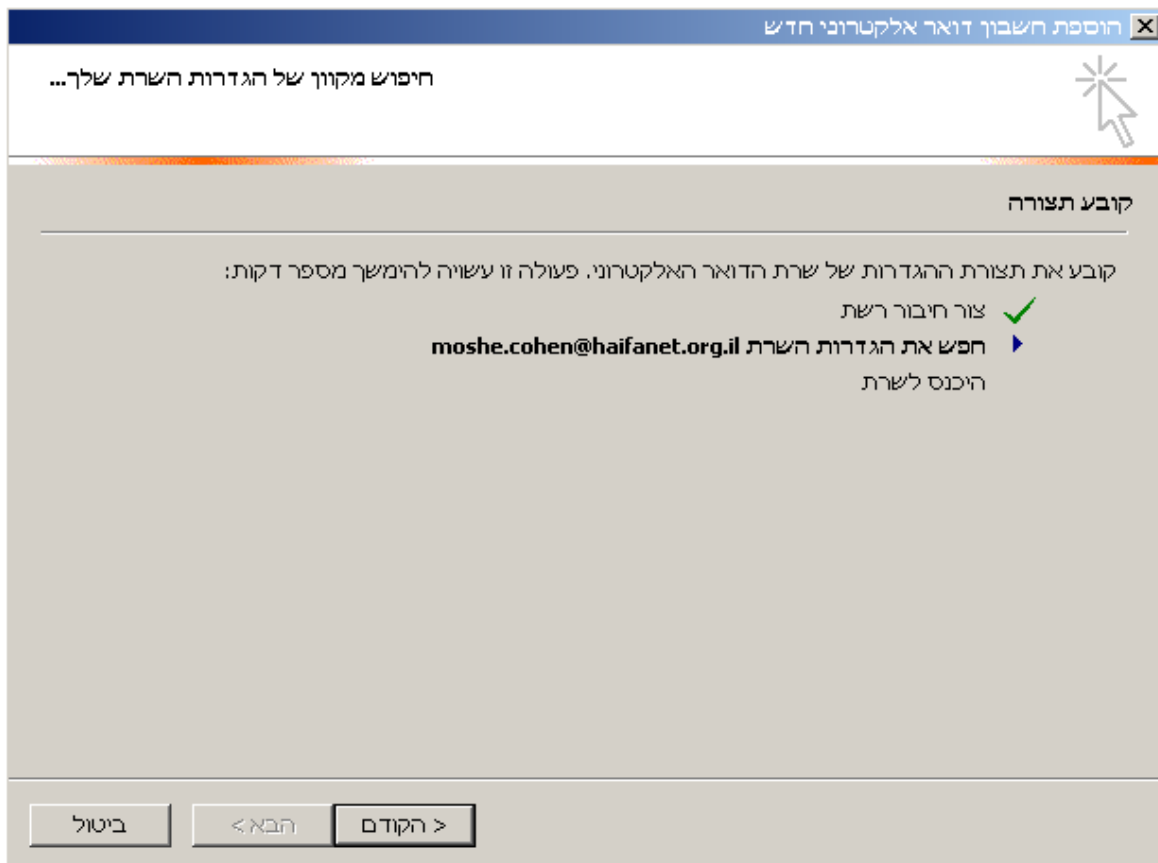 הוספת חשבון דואר אלקטרוני חדש
חיפוש מקוון של הגדרות השרת שלך...
קובע תצורה
קובע את תצורת ההגדרות של שרת הדואר האלקטרוני. פעולה זו עשויה להימשך מספר דקות:
צור חיבור רשת
חפש את הגדרות השרת moshe.cohen@haifanet.org.il
היכנס לשרת
< הקודם
הבא >
ביטול